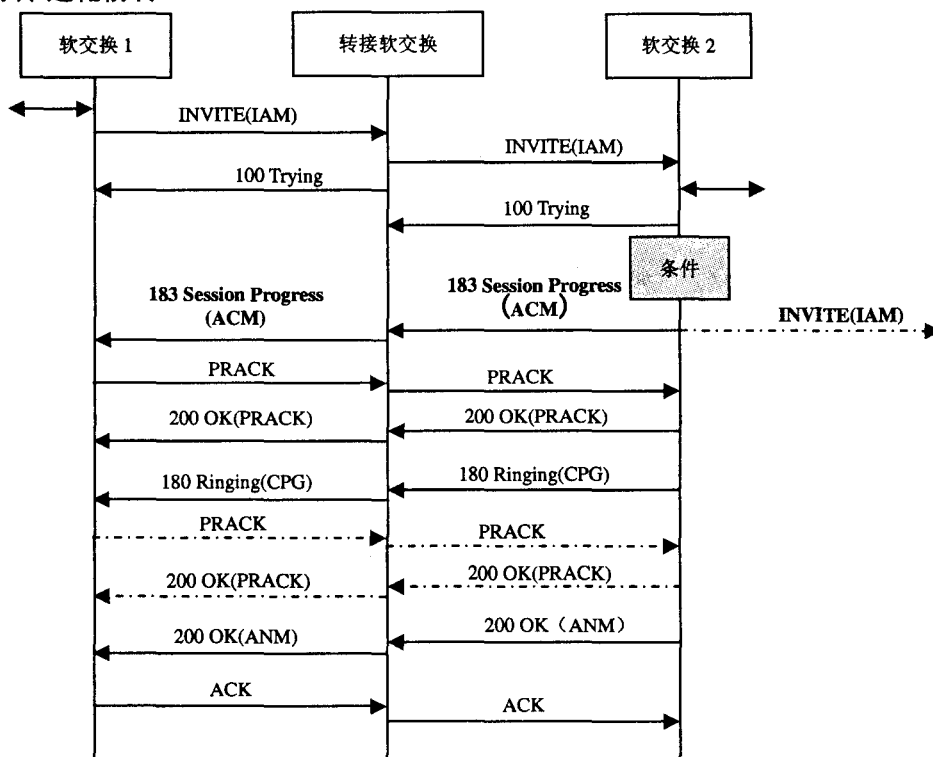 软交换 1
转接软交换
软交换 2
INVITE(IAM)
INVITE(IAM)
100 Trying
100 Trying
条件
183 Session Progress
(ACM)
183 Session Progress
(ACM)
INVITE(IAM)
PRACK
PRACK
200 OK(PRACK)
200 OK(PRACK)
180 Ringing(CPG)
180 Ringing(CPG)
PRACK
PRACK
200 OK(PRACK)
200 OK(PRACK)
200 OK（ANM）
200 OK(ANM)
ACK
ACK